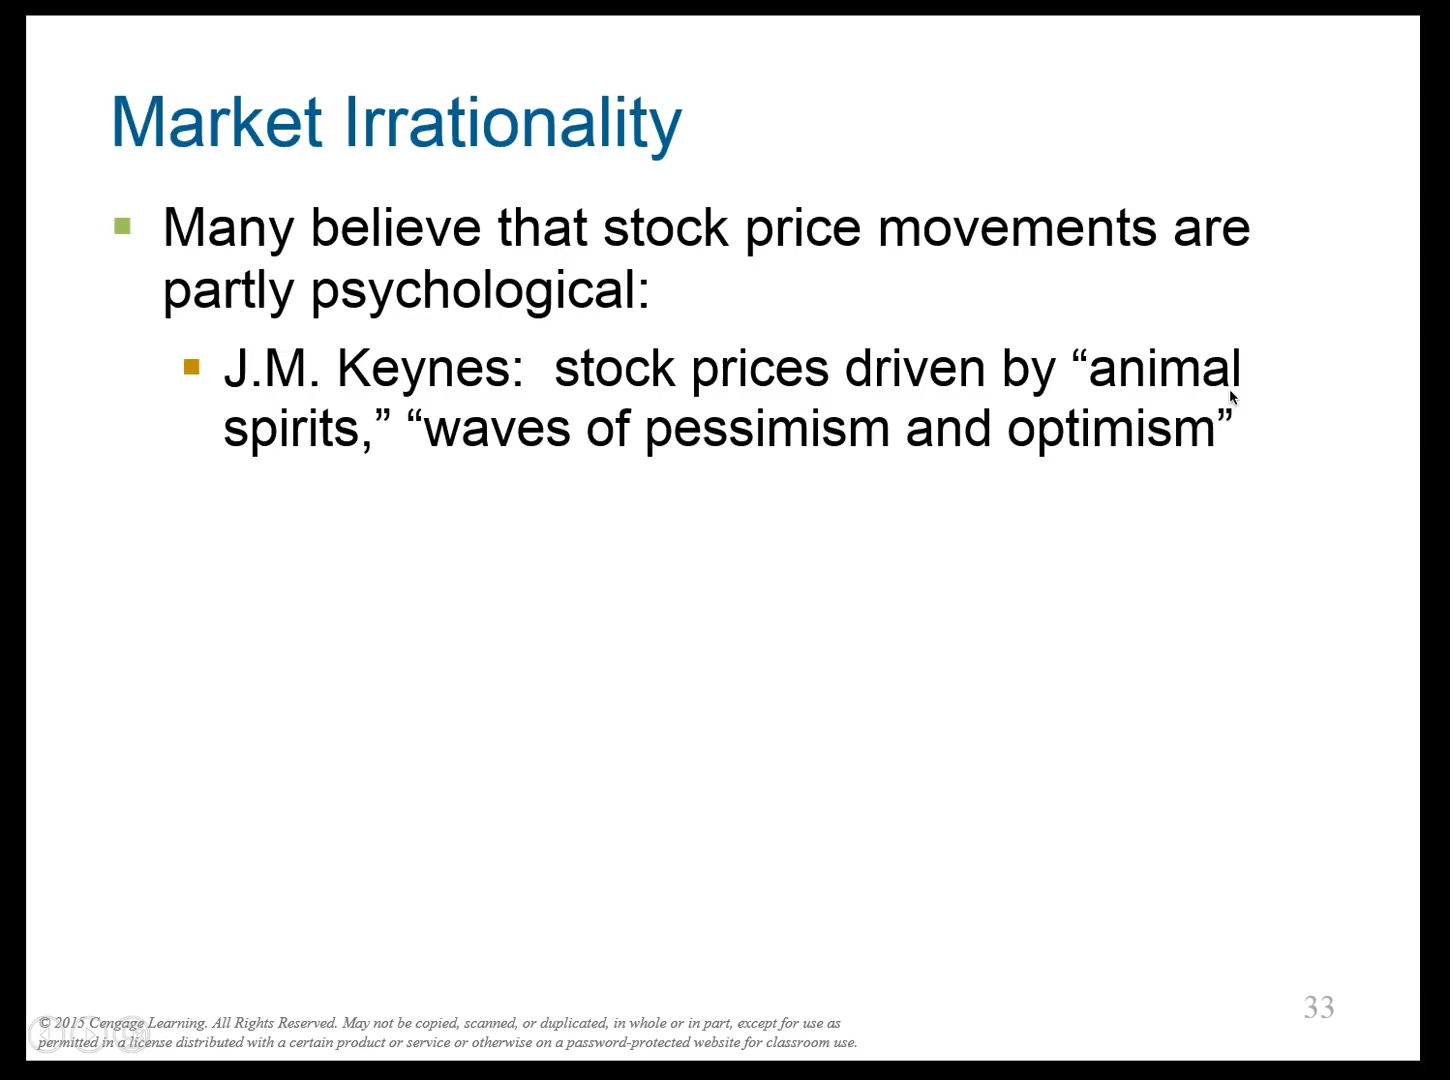 Market Irrationality
Many believe that stock price movements are
partly psychological:
J.M. Keynes:  stock prices driven by “animal
spirits,” “waves of pessimism and optimism”
33
© 2015 Cengage Learning. All Rights Reserved. May not be copied, scanned, or duplicated, in whole or in part, except for use as
permitted in a license distributed with a certain product or service or otherwise on a password-protected website for classroom use.